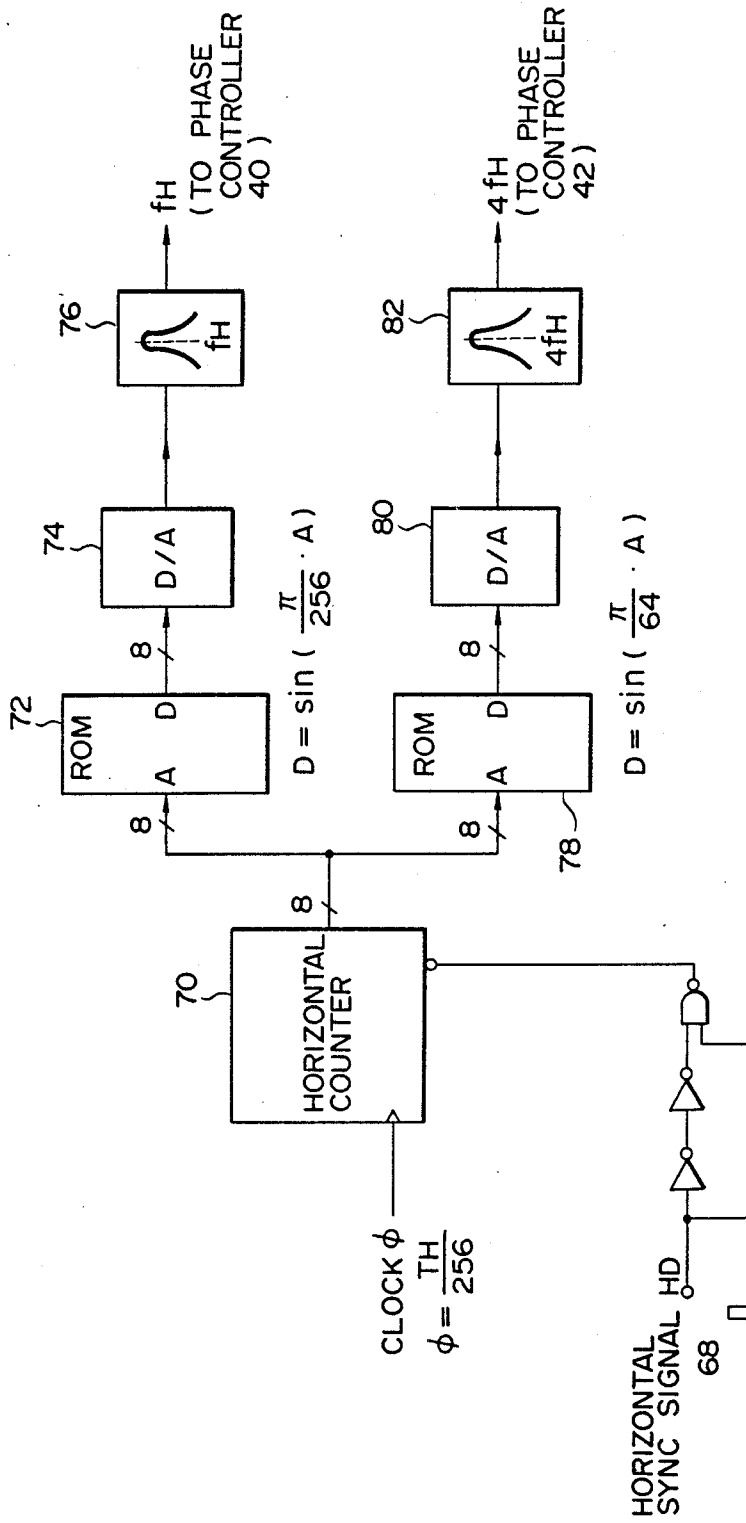 HORIZONTAL
SYNC SIGNAL HD
68
CLOCK ϕ
ϕ = TH
256
70
HORIZONTAL
COUNTER
8
8
72
ROM
A D
8
D = sin ( π/256 · A )
74
D/A
76
fH
fH
( TO PHASE
CONTROLLER
40 )
8
78
ROM
A D
8
D = sin ( π/64 · A )
80
D/A
82
4fH
4fH
( TO PHASE
CONTROLLER
42 )